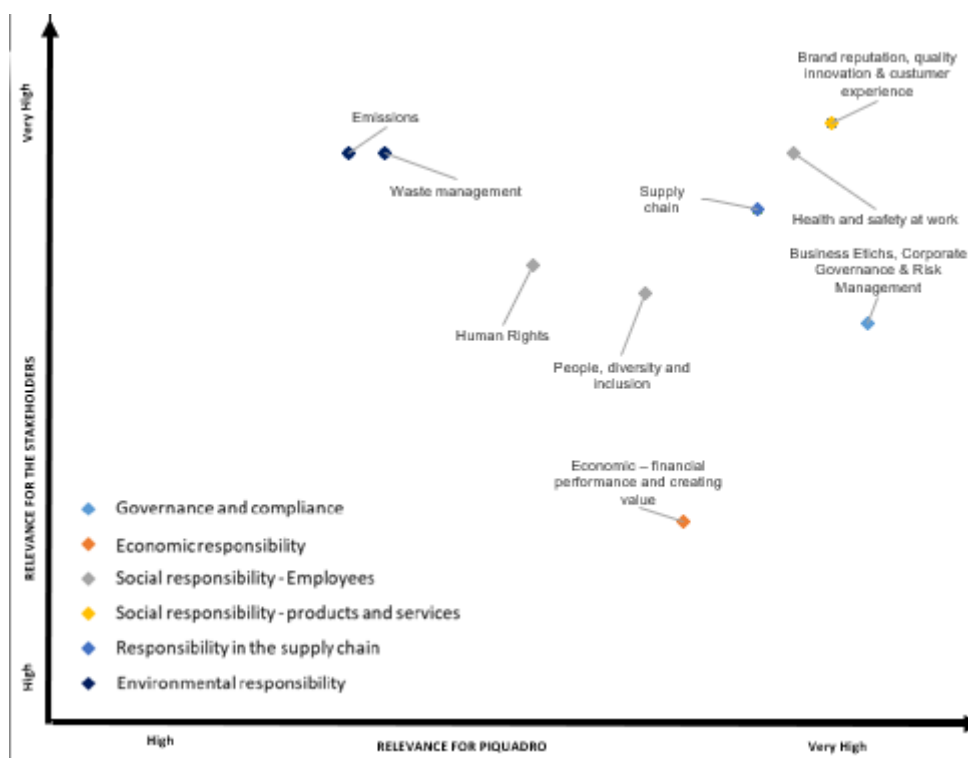 Very High
RELEVANCE FOR THE STAKEHOLDERS
High
Brand reputation, quality
innovation & custumer
experience
Emissions
Waste management
Supply
chain
Health and safety at work
Business Etichs, Corporate
Governance & Risk
Management
Human Rights
People, diversity and
inclusion
Economic – financial
performance and creating
value
Governance and compliance
Economic responsibility
Social responsibility - Employees
Social responsibility - products and services
Responsibility in the supply chain
Environmental responsibility
High
RELEVANCE FOR PIQUADRO
Very High